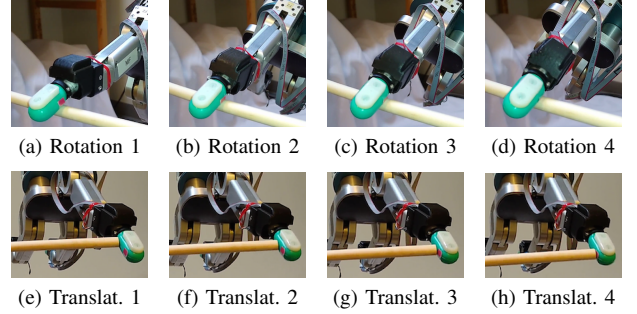 (a) Rotation 1 (b) Rotation 2 (c) Rotation 3 (d) Rotation 4
(e) Translat. 1 (f) Translat. 2 (g) Translat. 3 (h) Translat. 4